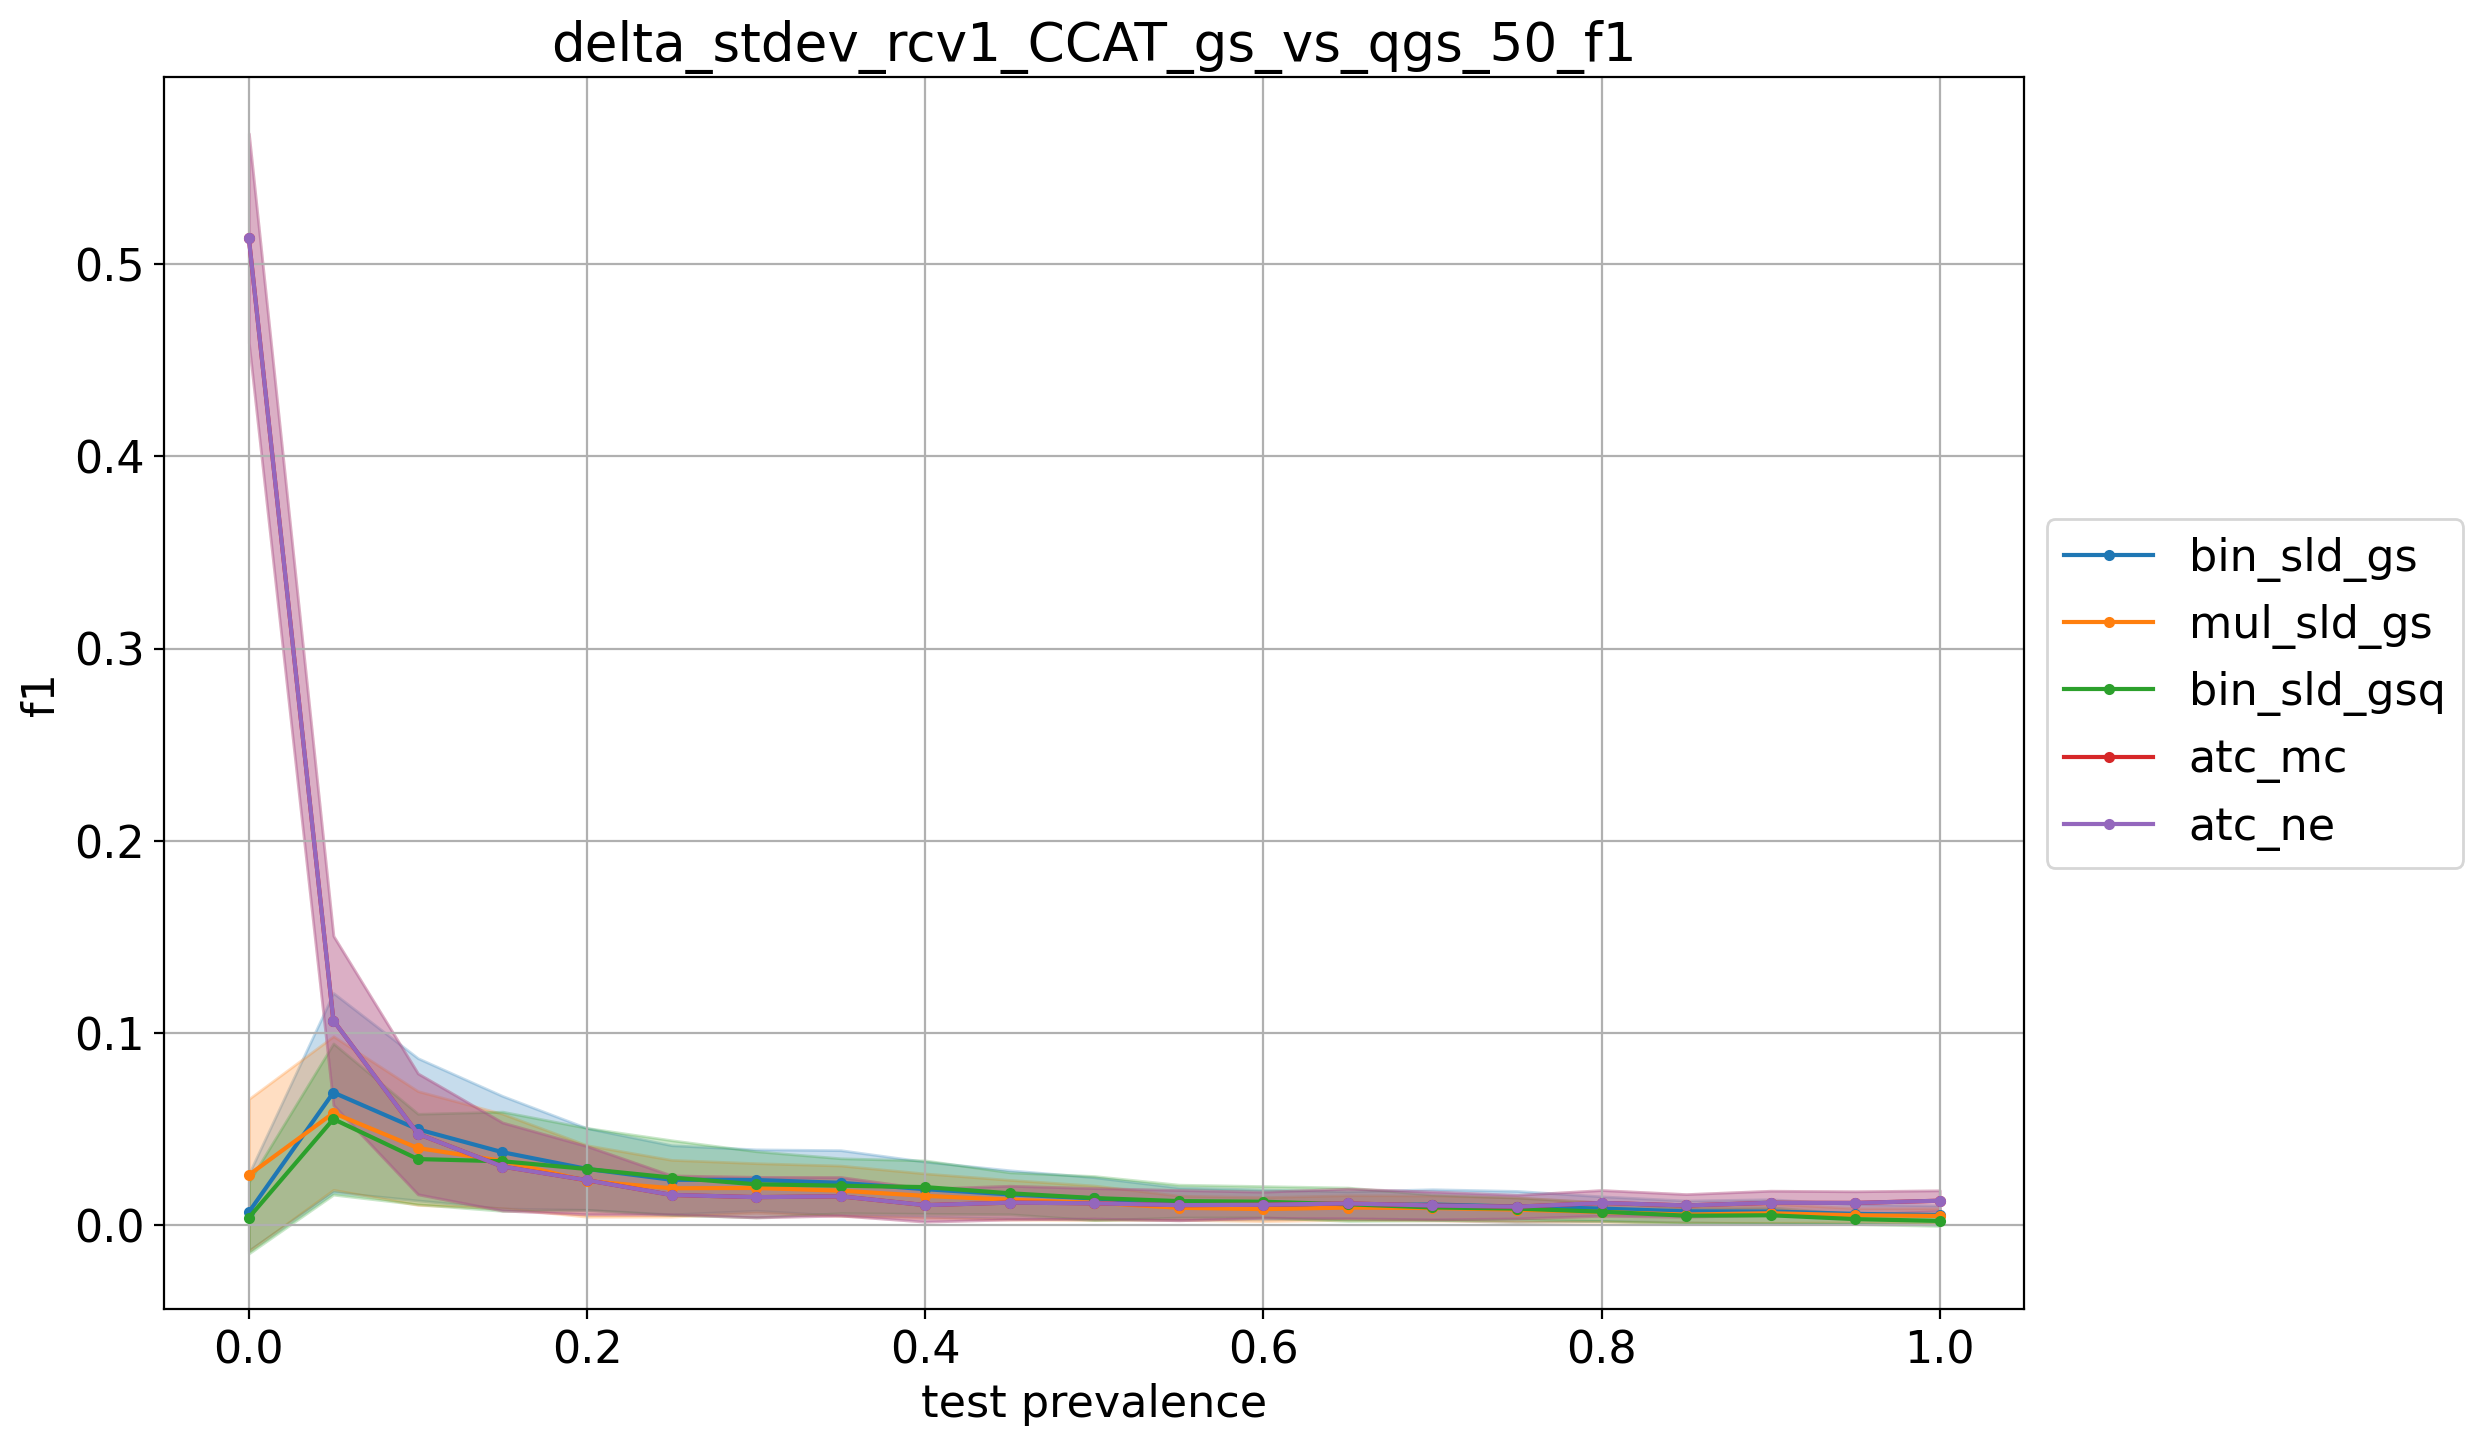 delta_stdev_rcv1_CCAT_gs_vs_qgs_50_f1
f1
0.5
0.4
0.3
0.2
0.1
0.0
0.0 0.2 0.4 0.6 0.8 1.0
test prevalence
bin_sld_gs
mul_sld_gs
bin_sld_gsq
atc_mc
atc_ne